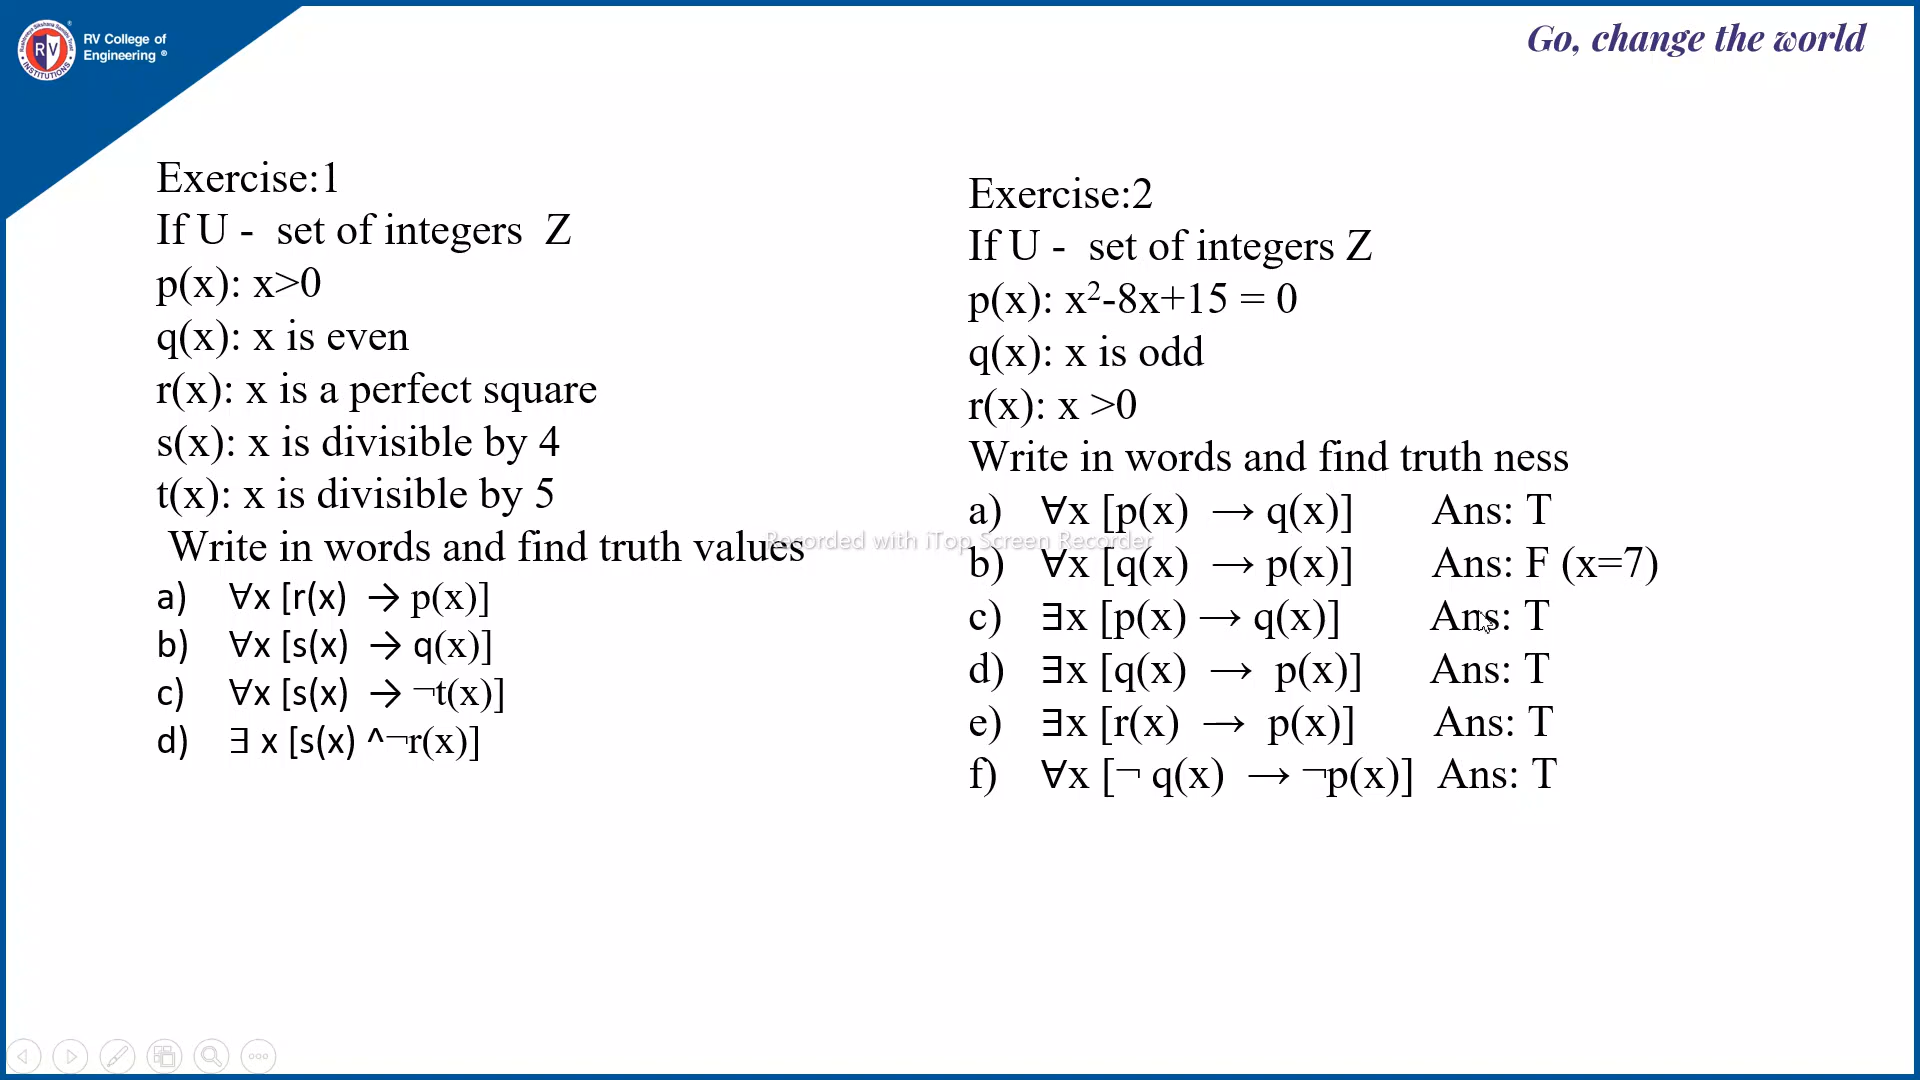 RV College of
Engineering ®
Go, change the world
Exercise:1
If U - set of integers Z
p(x): x>0
q(x): x is even
r(x): x is a perfect square
s(x): x is divisible by 4
t(x): x is divisible by 5
Write in words and find truth values
a) ∀x [r(x) → p(x)]
b) ∀x [s(x) → q(x)]
c) ∀x [s(x) → ¬t(x)]
d) ∃ x [s(x) ^¬r(x)]
Exercise:2
If U - set of integers Z
p(x): x²-8x+15 = 0
q(x): x is odd
r(x): x >0
Write in words and find truth ness
a) ∀x [p(x) → q(x)] Ans: T
b) ∀x [q(x) → p(x)] Ans: F (x=7)
c) ∃x [p(x) → q(x)] Ans: T
d) ∃x [q(x) → p(x)] Ans: T
e) ∃x [r(x) → p(x)] Ans: T
f) ∀x [¬ q(x) → ¬p(x)] Ans: T
Recorded with iTop Screen Recorder